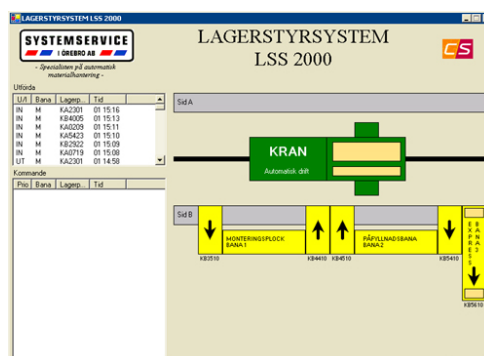 LAGERSTYRSYSTEM LSS 2000
SYSTEMSERVICE
I ÖREBRO AB
- Specialisten på automatisk
materialhantering -
LAGERSTYRSYSTEM
LSS 2000
CS
Utförda
U/I Bana Lagerp... Tid
IN M KA2301 01 15:16
IN M KB4005 01 15:13
IN M KA0209 01 15:11
IN M KA5423 01 15:10
IN M KB2922 01 15:09
IN M KA0719 01 15:08
UT M KA2301 01 14:58
Kommande
Prio Bana Lagerp... Tid
Sid A
KRAN
Automatisk drift
Sid B
MONTERINGSPLOCK
BANA 1
PÅFYLLNADSBANA
BANA 2
EXPRESS
BANA 3
KB3510
KB4410
KB4510
KB5410
KB5610